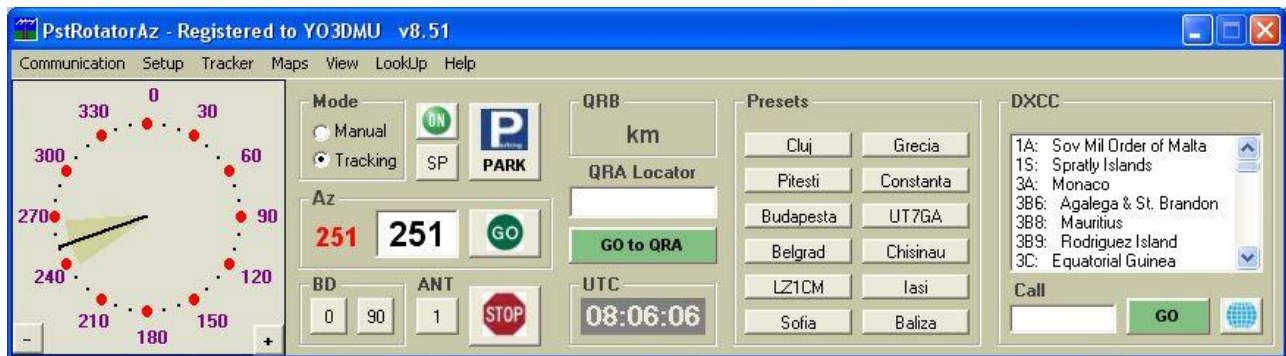 PstRotatorAz - Registered to YO3DMU v8.51
Communication Setup Tracker Maps View LookUp Help
0
30
60
90
120
150
180
210
240
270
300
330
-
+
Mode
Manual
Tracking
ON
SP
P
Parking
PARK
Az
251
251
GO
BD
0
90
ANT
1
STOP
QRB
km
QRA Locator
GO to QRA
UTC
08:06:06
Presets
Cluj
Grecia
Pitesti
Constanta
Budapesta
UT7GA
Belgrad
Chisinau
LZ1CM
Iasi
Sofia
Baliza
DXCC
1A: Sov Mil Order of Malta
1S: Spratly Islands
3A: Monaco
3B6: Agalega & St. Brandon
3B8: Mauritius
3B9: Rodriguez Island
3C: Equatorial Guinea
Call
GO